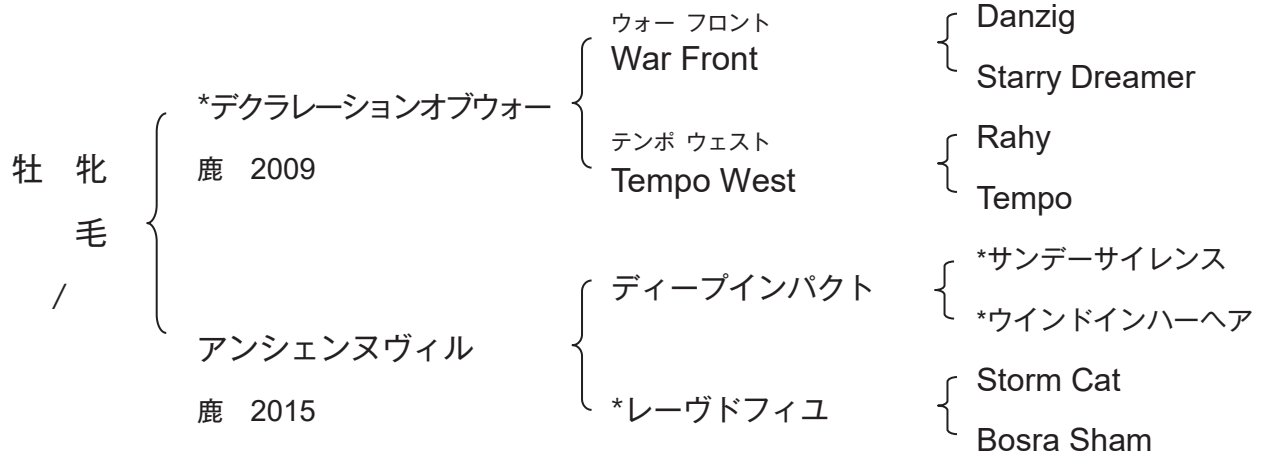 牡 牝
毛
/
*デクラレーションオブウォー
鹿 2009
アンシェンヌヴィル
鹿 2015
ウォー フロント
War Front
テンポ ウェスト
Tempo West
ディープインパクト
*レーヴドフィユ
Danzig
Starry Dreamer
Rahy
Tempo
*サンデーサイレンス
*ウインドインハーヘア
Storm Cat
Bosra Sham